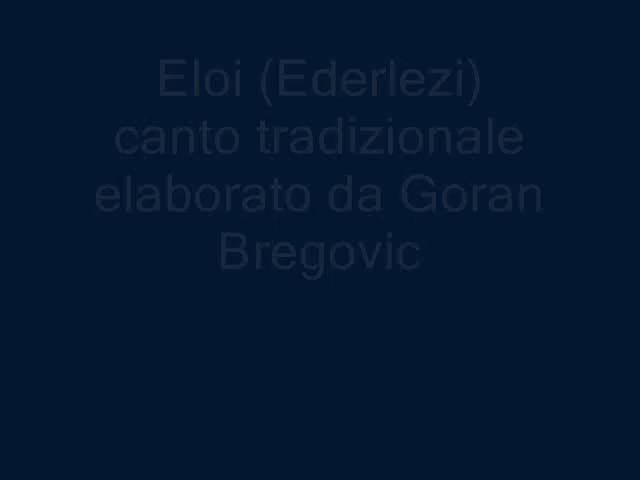 Eloi (Ederlezi)
canto tradizionale
elaborato da Goran
Bregovic